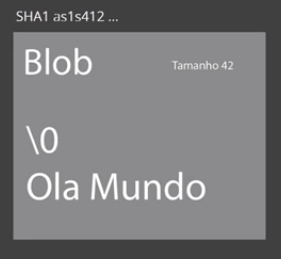 SHA1 as1s412 ...
Blob Tamanho 42
\0
Ola Mundo